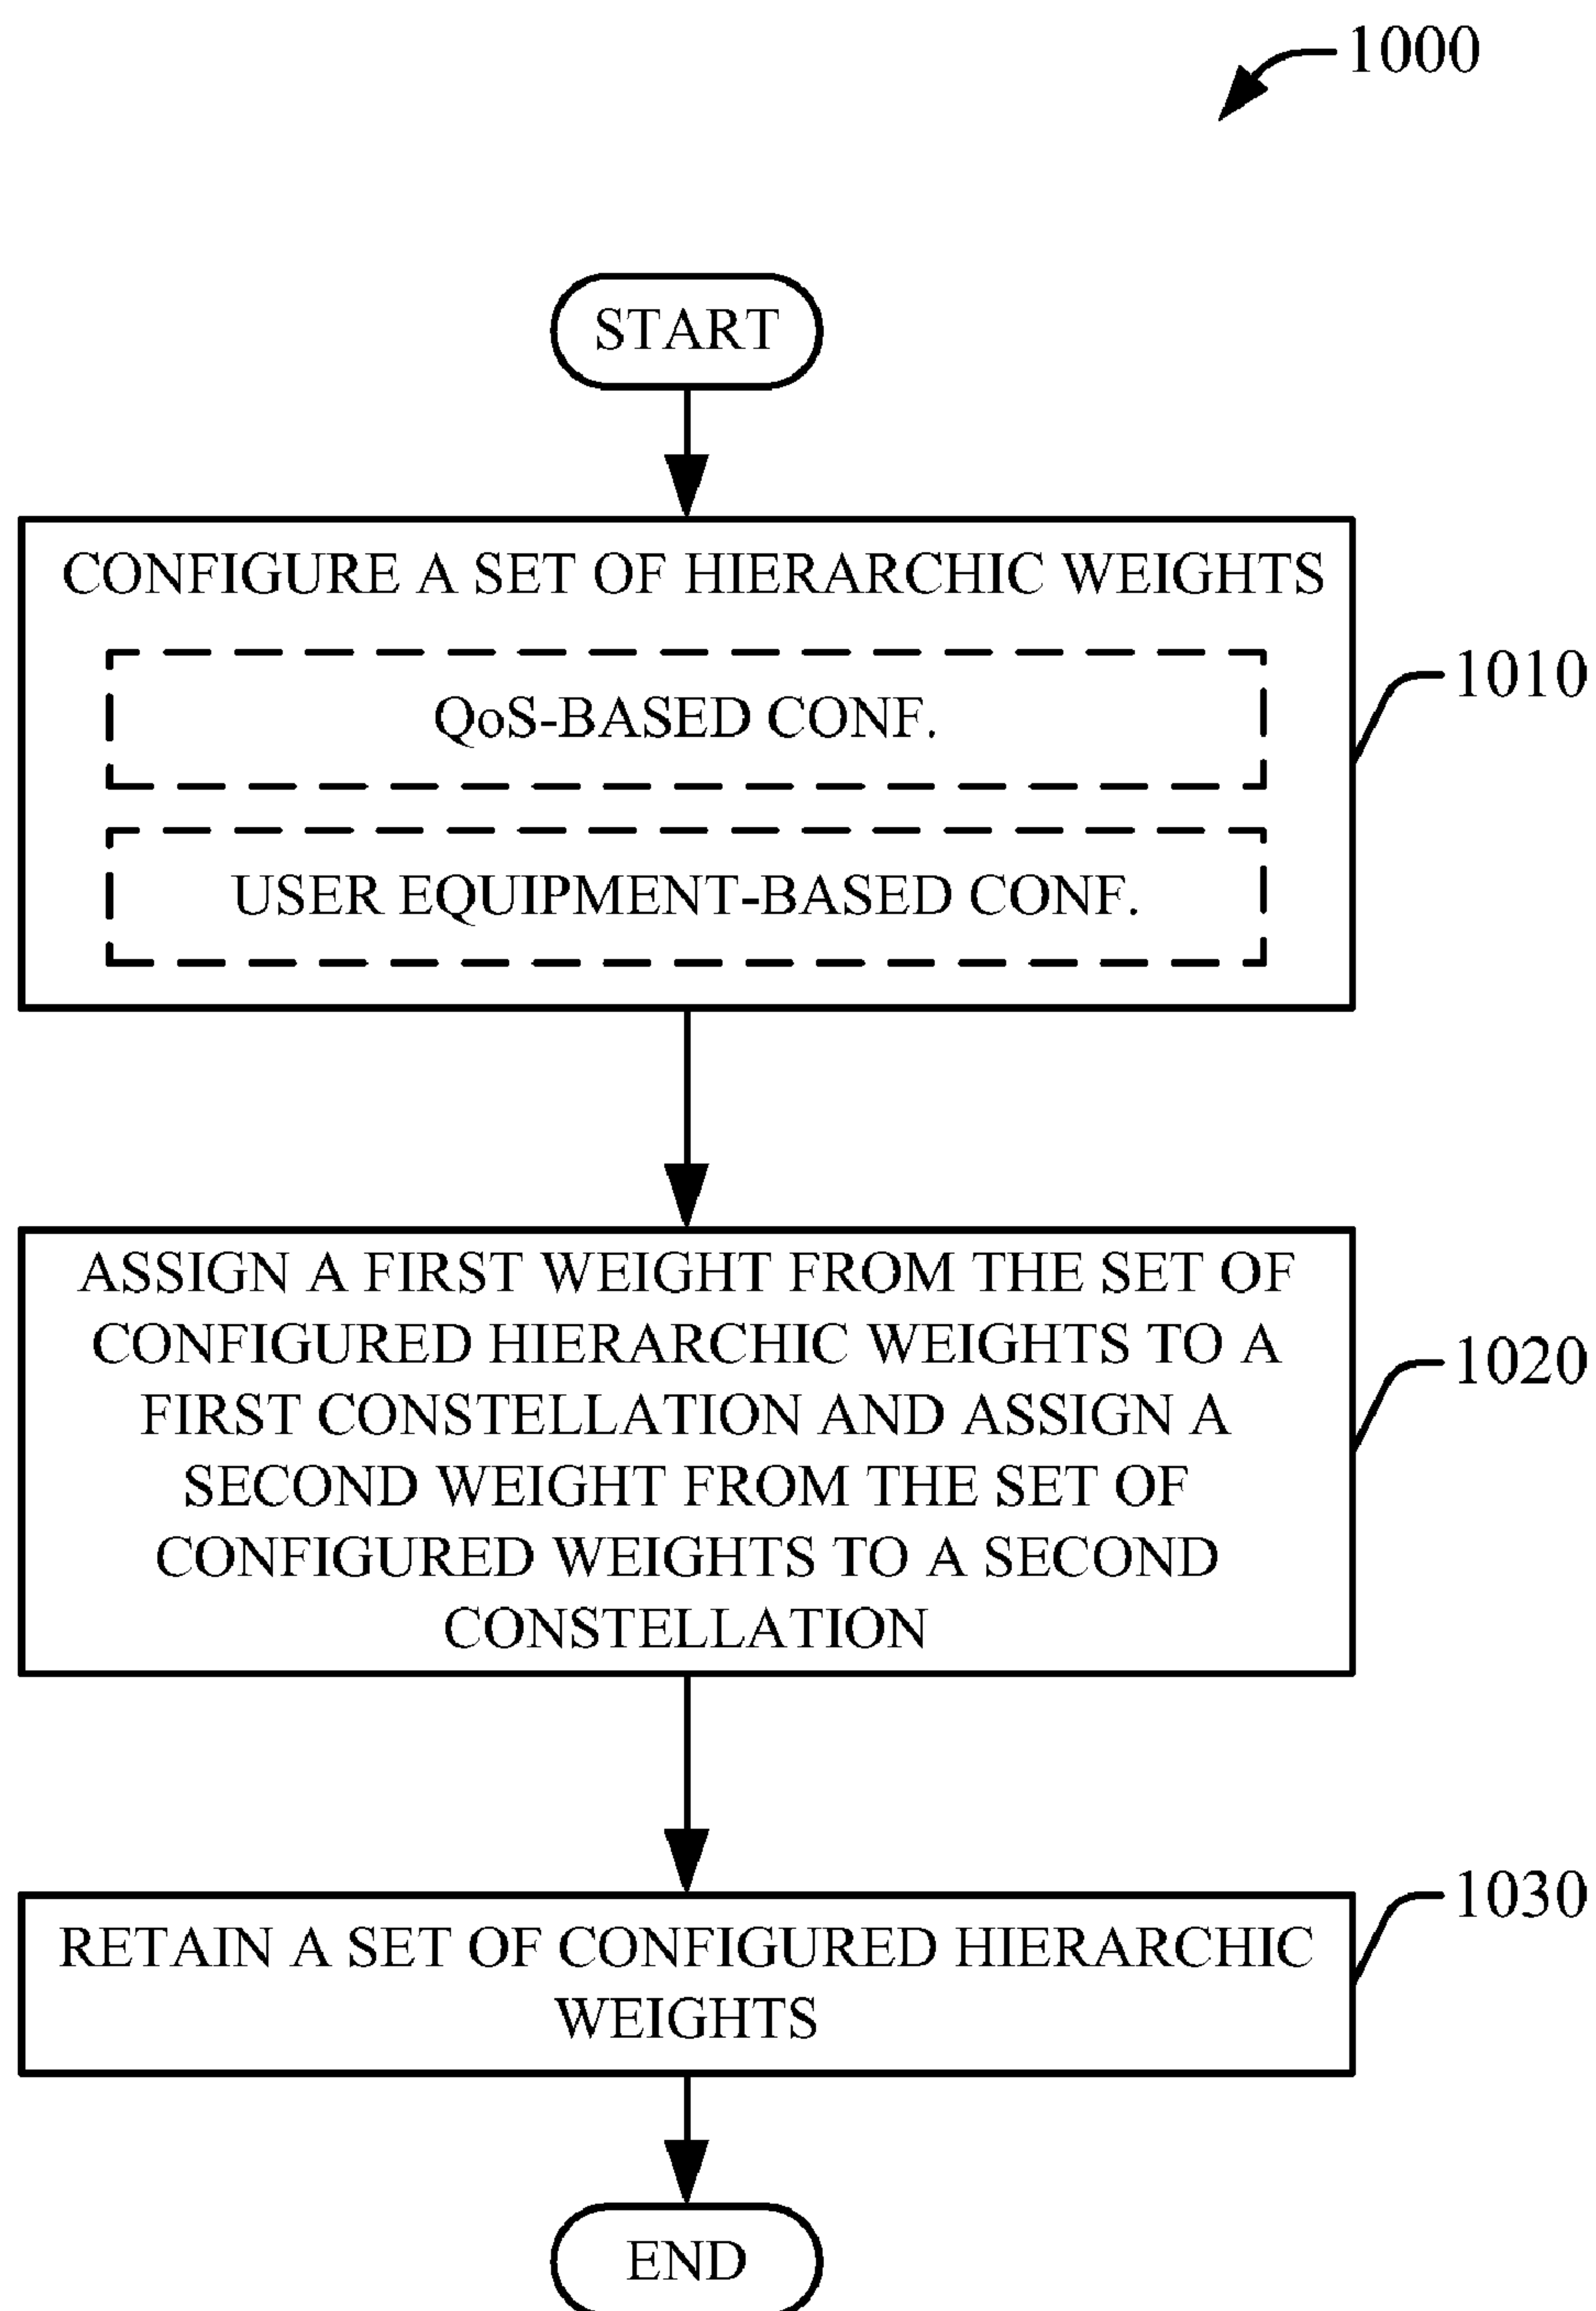 1000
START
CONFIGURE A SET OF HIERARCHIC WEIGHTS
QoS-BASED CONF.
USER EQUIPMENT-BASED CONF.
1010
ASSIGN A FIRST WEIGHT FROM THE SET OF
CONFIGURED HIERARCHIC WEIGHTS TO A
FIRST CONSTELLATION AND ASSIGN A
SECOND WEIGHT FROM THE SET OF
CONFIGURED WEIGHTS TO A SECOND
CONSTELLATION
1020
RETAIN A SET OF CONFIGURED HIERARCHIC
WEIGHTS
1030
END